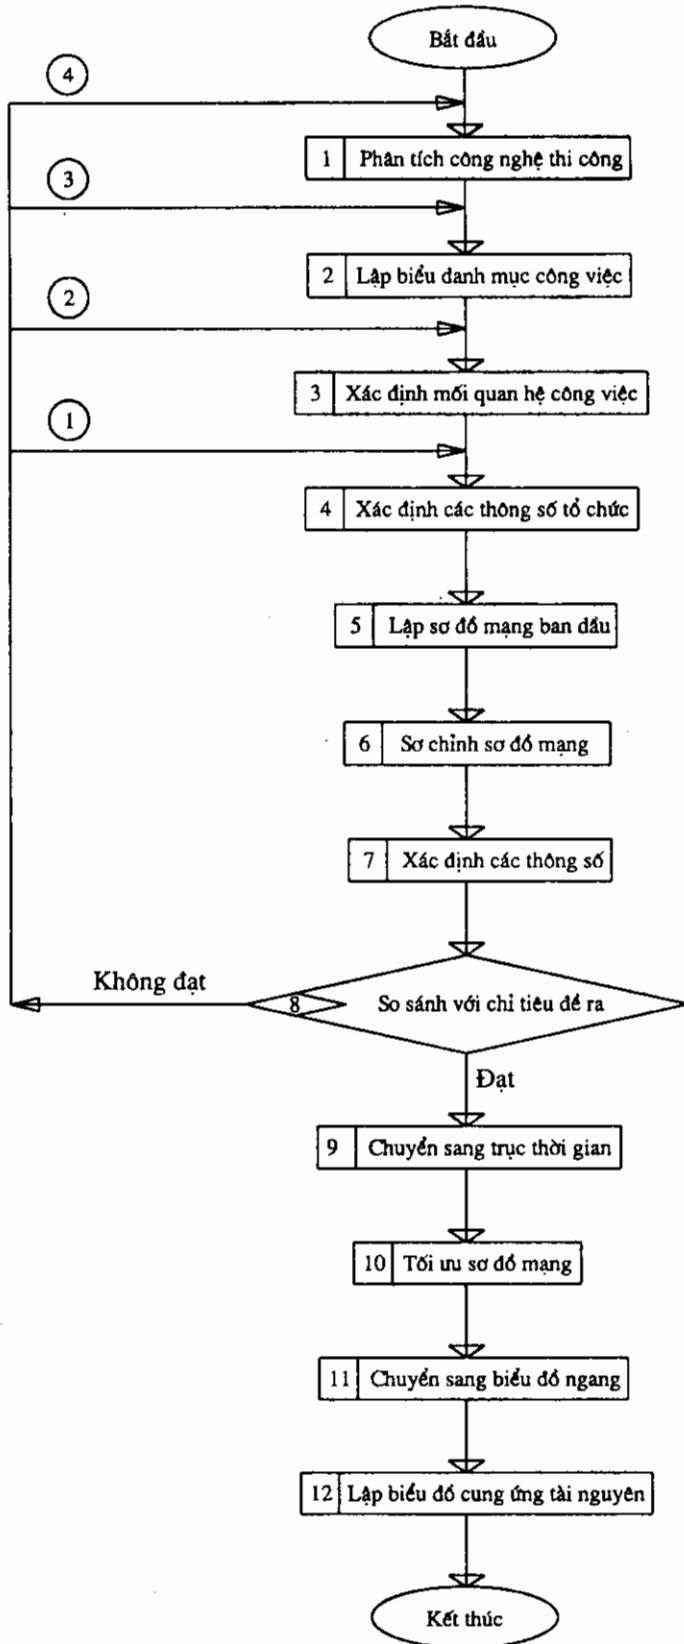 Bắt đầu
4
1 Phân tích công nghệ thi công
3
2 Lập biểu danh mục công việc
2
3 Xác định mối quan hệ công việc
1
4 Xác định các thông số tổ chức
5 Lập sơ đồ mạng ban dầu
6 Sơ chỉnh sơ đồ mạng
7 Xác định các thông số
Không đạt
8 So sánh với chỉ tiêu đề ra
Đạt
9 Chuyển sang trục thời gian
10 Tối ưu sơ đồ mạng
11 Chuyển sang biểu đồ ngang
12 Lập biểu đồ cung ứng tài nguyên
Kết thúc